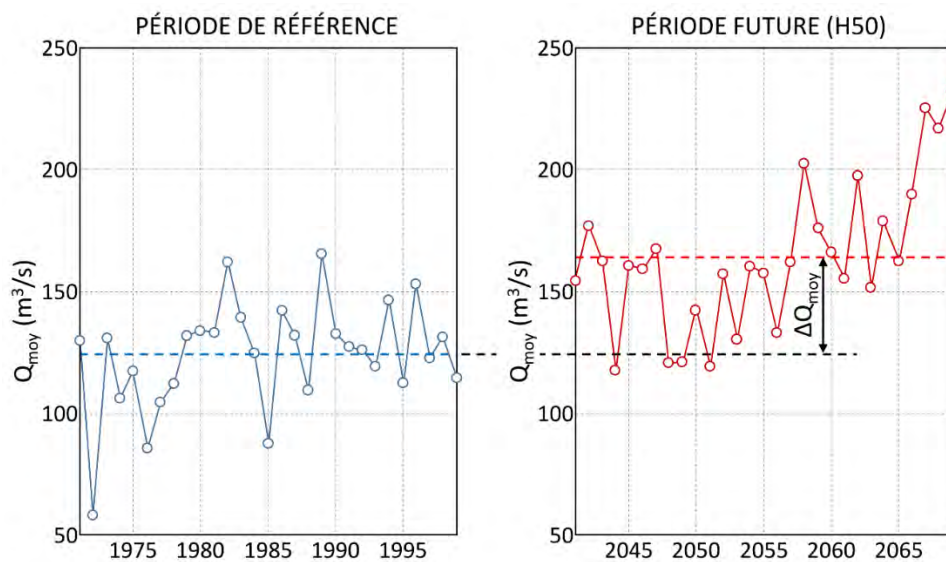 PÉRIODE DE RÉFÉRENCE
250
200
150
100
50
Qmoy (m³/s)
1975 1980 1985 1990 1995
PÉRIODE FUTURE (H50)
250
200
150
100
50
Qmoy (m³/s)
ΔQmoy
2045 2050 2055 2060 2065